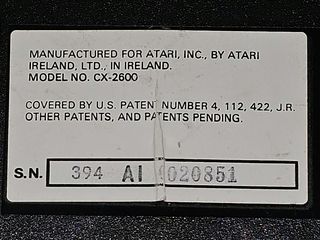 MANUFACTURED FOR ATARI, INC., BY ATARI
IRELAND, LTD., IN IRELAND.
MODEL NO. CX-2600
COVERED BY U.S. PATENT NUMBER 4, 112, 422, J.R.
OTHER PATENTS, AND PATENTS PENDING.
S.N. 394 AI 020851